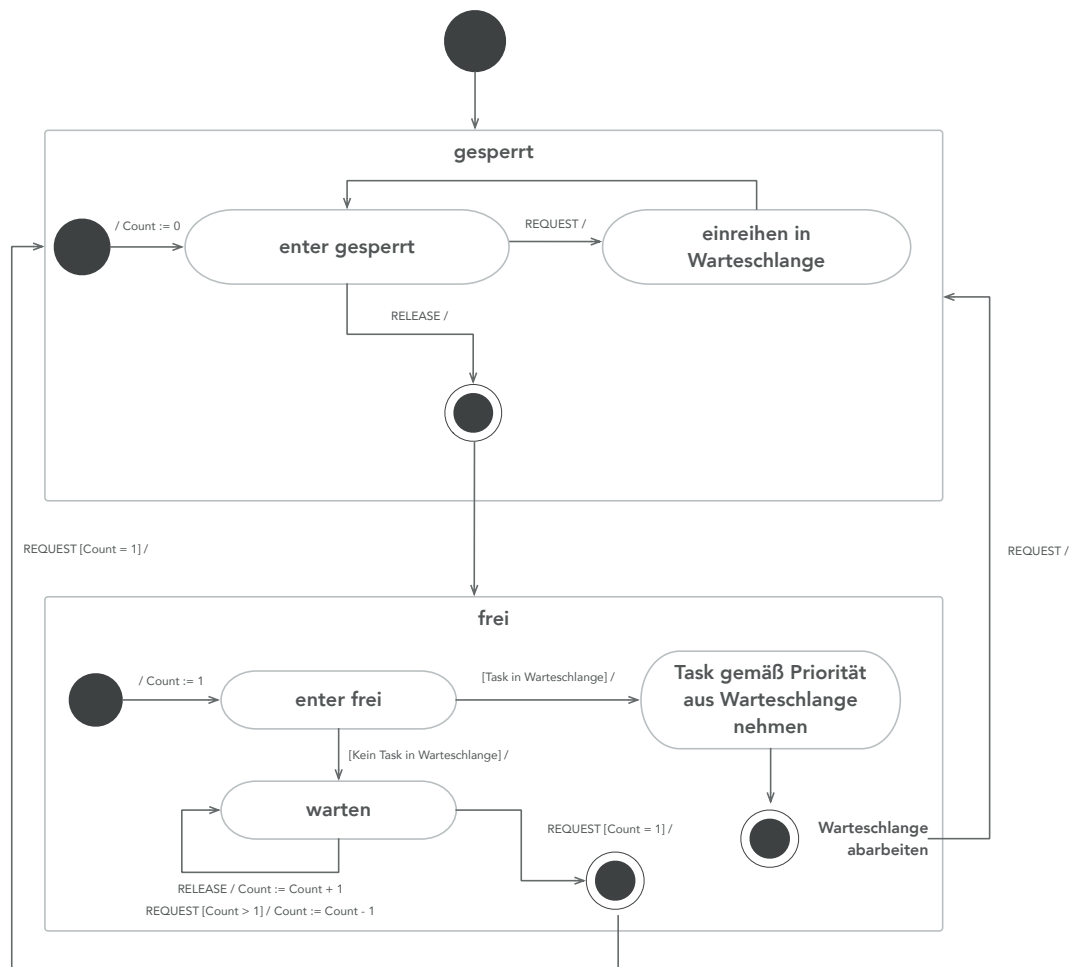 gesperrt
/ Count := 0
enter gesperrt
REQUEST /
einreihen in
Warteschlange
RELEASE /
REQUEST [Count = 1] /
REQUEST /
frei
/ Count := 1
enter frei
[Task in Warteschlange] /
Task gemäß Priorität
aus Warteschlange
nehmen
[Kein Task in Warteschlange] /
warten
REQUEST [Count = 1] /
Warteschlange
abarbeiten
RELEASE / Count := Count + 1
REQUEST [Count > 1] / Count := Count - 1